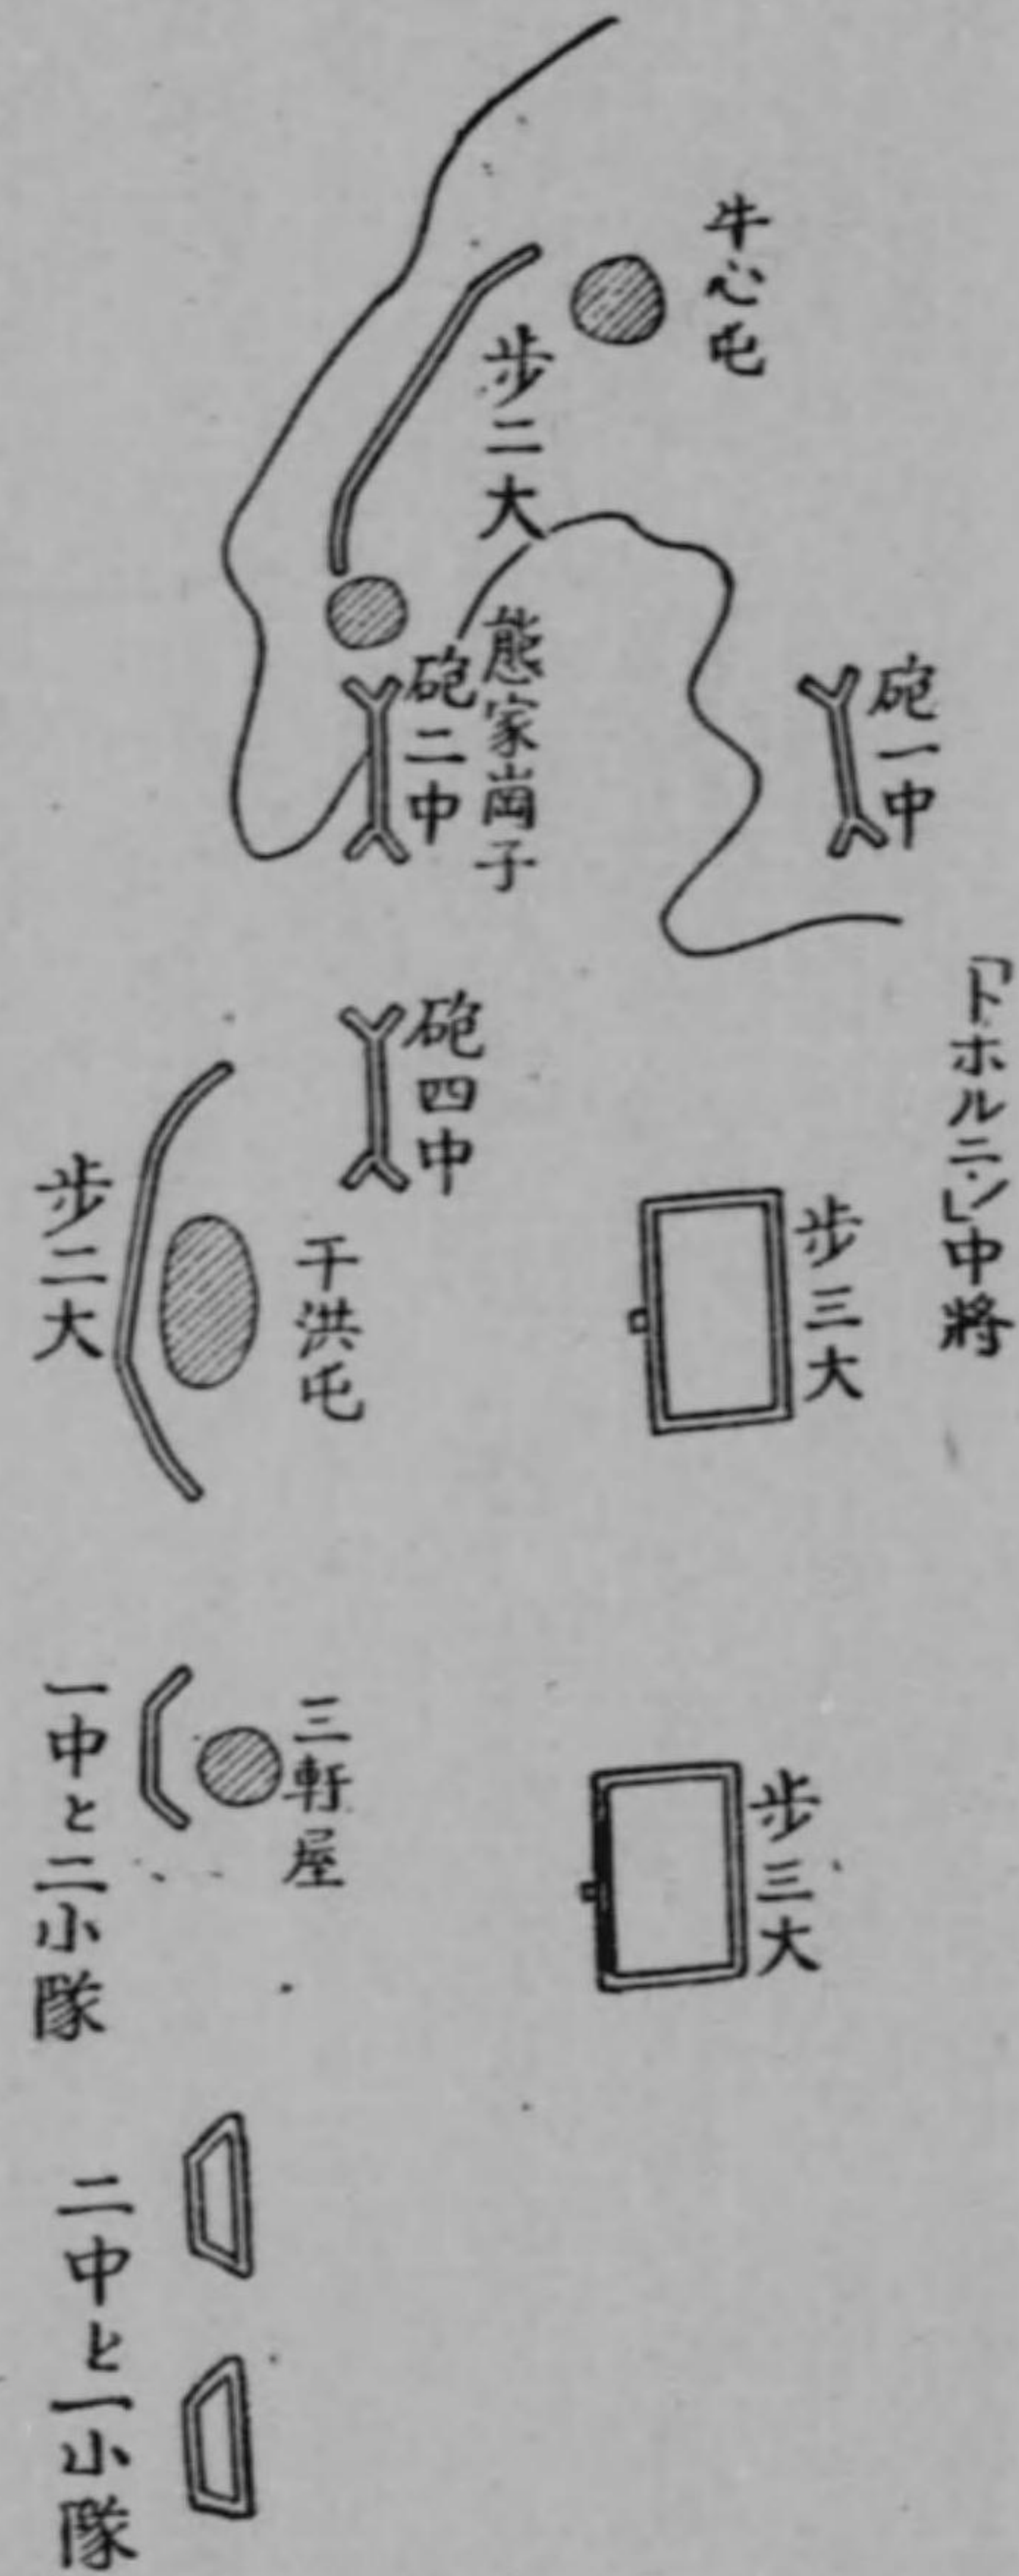 牛心屯
歩二大
熊家崗子
砲二中
砲一中
「トホルニン」中將
砲四中
歩二大
干洪屯
歩三大
三軒屋
一中と二小隊
歩三大
二中と一小隊